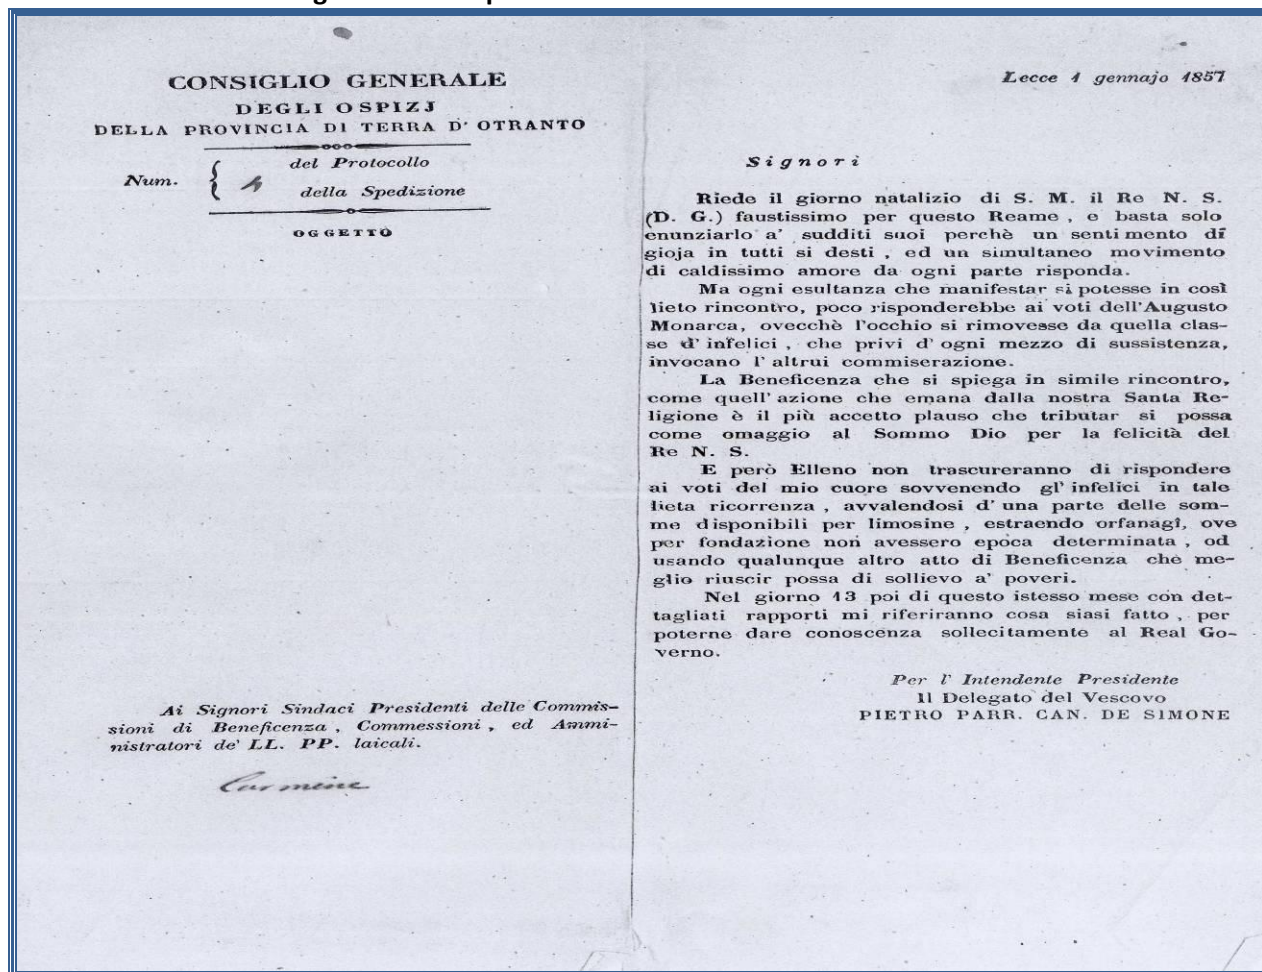 CONSIGLIO GENERALE
DEGLI OSPIZJ
DELLA PROVINCIA DI TERRA D' OTRANTO
Num.
del Protocollo
della Spedizione
OGGETTO
Ai Signori Sindaci Presidenti delle Commis-
sioni di Beneficenza, Commessioni, ed Ammi-
nistratori de' LL. PP. laicali.
Carmine
Lecce 1 gennajo 1857
Signori
Riede il giorno natalizio di S. M. il Re N. S.
(D. G.) faustissimo per questo Reame, e basta solo
enunziarlo a' sudditi suoi perchè un sentimento di
gioja in tutti si desti, ed un simultaneo movimento
di caldissimo amore da ogni parte risponda.
Ma ogni esultanza che manifestar si potesse in così
lieto rincontro, poco risponderebbe ai voti dell'Augusto
Monarca, ovecchè l'occhio si rimovesse da quella clas-
se d'infelici, che privi d'ogni mezzo di sussistenza,
invocano l'altrui commiserazione.
La Beneficenza che si spiega in simile rincontro,
come quell'azione che emana dalla nostra Santa Re-
ligione è il più accetto plauso che tributar si possa
come omaggio al Sommo Dio per la felicità del
Re N. S.
E però Elleno non trascureranno di rispondere
ai voti del mio cuore sovvenendo gl'infelici in tale
lieta ricorrenza, avvalendosi d'una parte delle som-
me disponibili per limosine, estraendo orfanagî, ove
per fondazione non avessero epoca determinata, od
usando qualunque altro atto di Beneficenza che me-
glio riuscir possa di sollievo a' poveri.
Nel giorno 13 poi di questo istesso mese con det-
tagliati rapporti mi riferiranno cosa siasi fatto, per
poterne dare conoscenza sollecitamente al Real Go-
verno.
Per l' Intendente Presidente
Il Delegato del Vescovo
PIETRO PARR. CAN. DE SIMONE